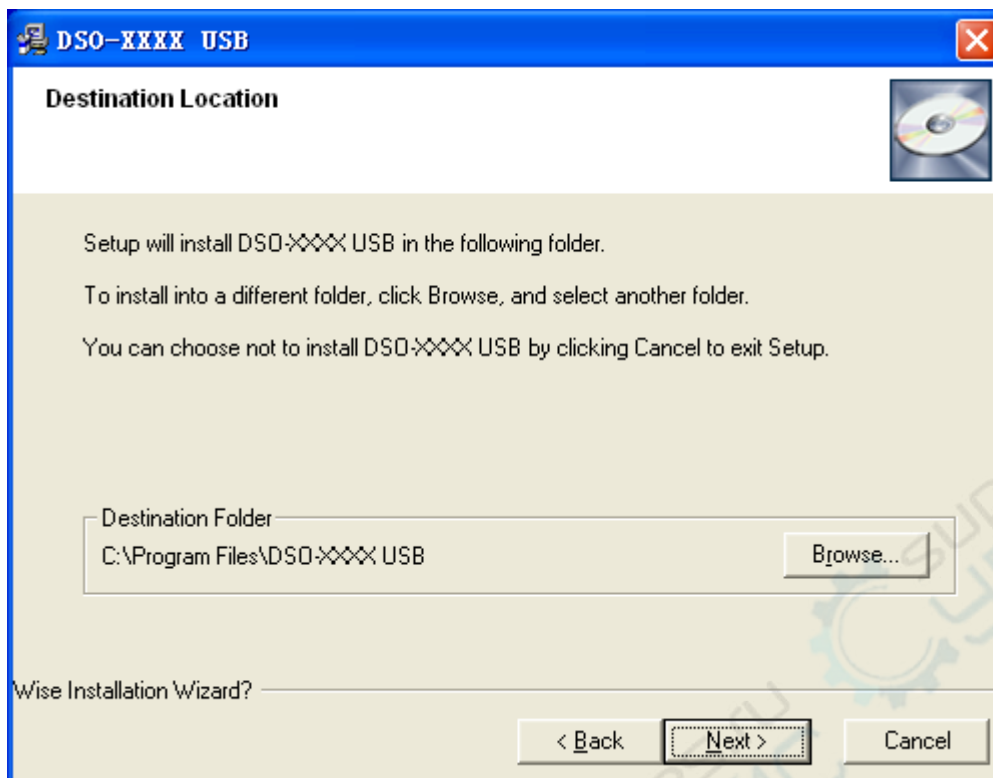 DSO-XXXX USB
Destination Location
Setup will install DSO-XXXX USB in the following folder.
To install into a different folder, click Browse, and select another folder.
You can choose not to install DSO-XXXX USB by clicking Cancel to exit Setup.
Destination Folder
C:\Program Files\DSO-XXXX USB
Browse...
Wise Installation Wizard?
< Back
Next >
Cancel